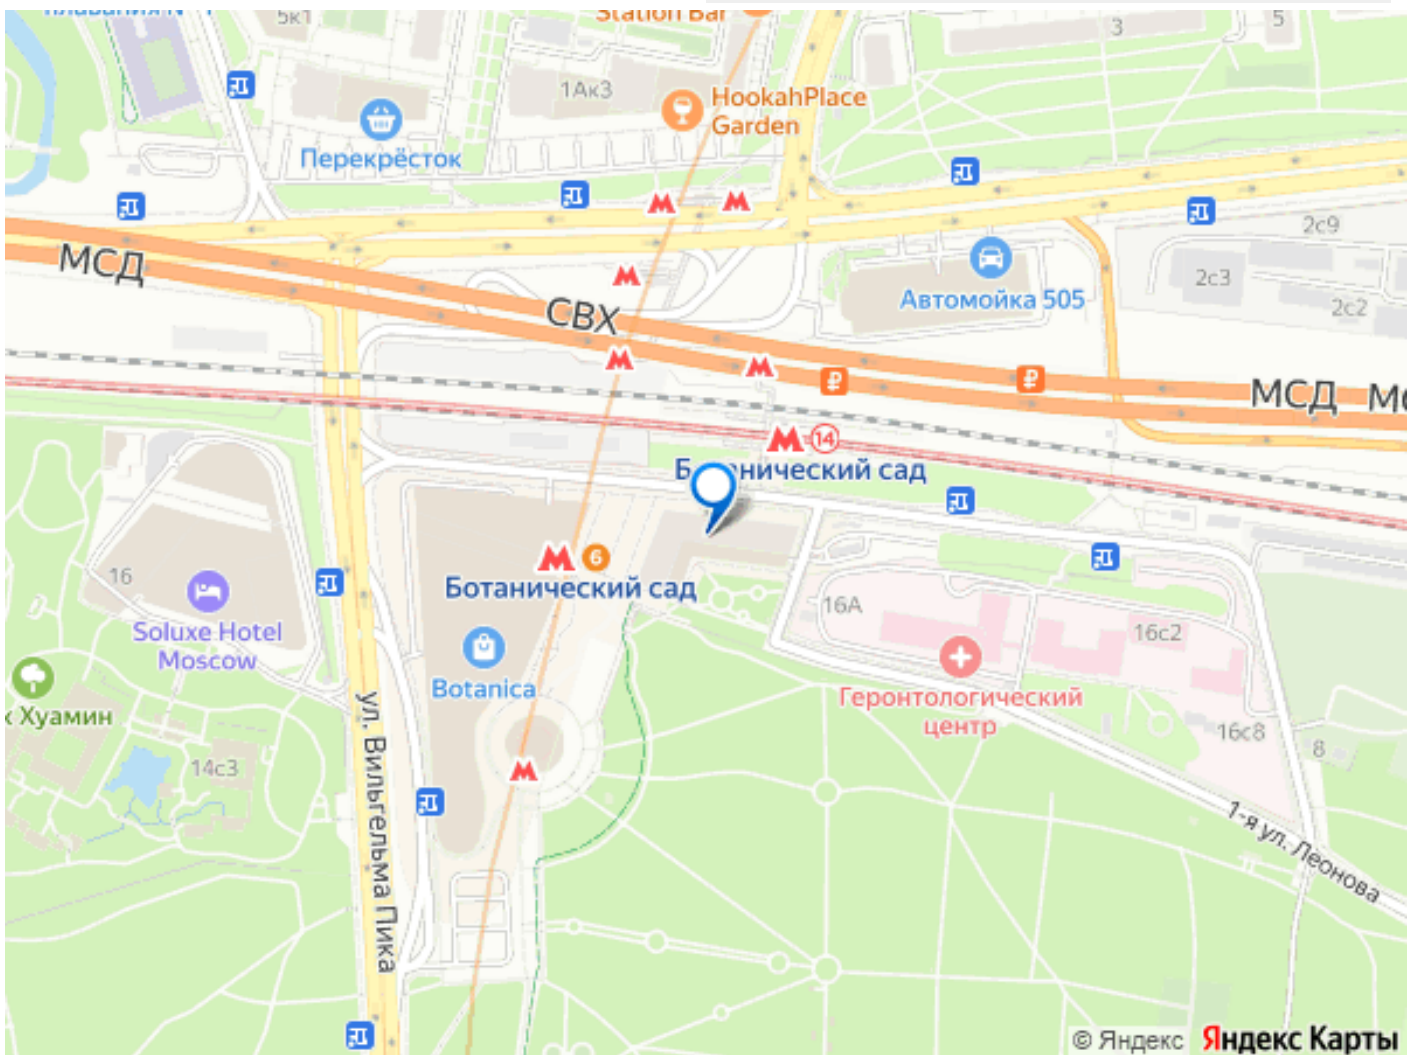 5к1
Station Bar
3
5
1Ак3
HookahPlace
Garden
Перекрёсток
МСД
СВХ
2с9
2с3
2с2
Автомойка 505
₽
₽
МСД
14
Ботанический сад
6
Ботанический сад
16
Soluxe Hotel
Moscow
Botanica
16А
16с2
Геронтологический
центр
16с8
8
Хуамин
14с3
ул. Вильгельма Пика
1-я ул. Леонова
© Яндекс Яндекс Карты